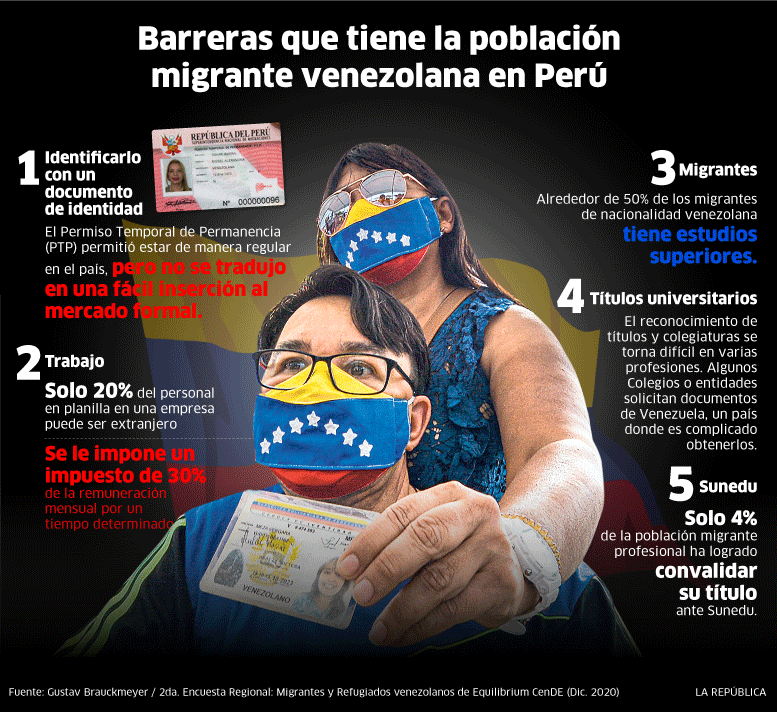 Barreras que tiene la población
migrante venezolana en Perú
1
Identificarlo
con un
documento
de identidad
REPÚBLICA DEL PERÚ
SUPERINTENDENCIA NACIONAL DE MIGRACIONES
VENEZOLANO
Nº 000000096
El Permiso Temporal de Permanencia
(PTP) permitió estar de manera regular
en el país, pero no se tradujo
en una fácil inserción al
mercado formal.
2 Trabajo
Solo 20% del personal
en planilla en una empresa
puede ser extranjero
Se le impone un
impuesto de 30%
de la remuneración
mensual por un
tiempo determinado
VENEZOLANO
3 Migrantes
Alrededor de 50% de los migrantes
de nacionalidad venezolana
tiene estudios
superiores.
4 Títulos universitarios
El reconocimiento de
títulos y colegiaturas se
torna difícil en varias
profesiones. Algunos
Colegios o entidades
solicitan documentos
de Venezuela, un país
donde es complicado
obtenerlos.
5 Sunedu
Solo 4%
de la población migrante
profesional ha logrado
convalidar
su título
ante Sunedu.
Fuente: Gustav Brauckmeyer / 2da. Encuesta Regional: Migrantes y Refugiados venezolanos de Equilibrium CenDE (Dic. 2020)
LA REPÚBLICA